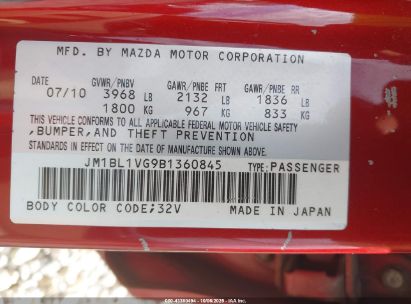 MFD. BY MAZDA MOTOR CORPORATION
DATE GVWR/PNBV GAWR/PNBE FRT GAWR/PNBE RR
07/10 3968 LB 2132 LB 1836 LB
1800 KG 967 KG 833 KG
THIS VEHICLE CONFORMS TO ALL APPLICABLE FEDERAL MOTOR VEHICLE SAFETY
,BUMPER,AND THEFT PREVENTION
STANDARDS IN EFFECT ON THE DATE OF MANUFACTURE SHOWN ABOVE.
JM1BL1VG9B1360845 TYPE:PASSENGER
BODY COLOR CODE;32V MADE IN JAPAN